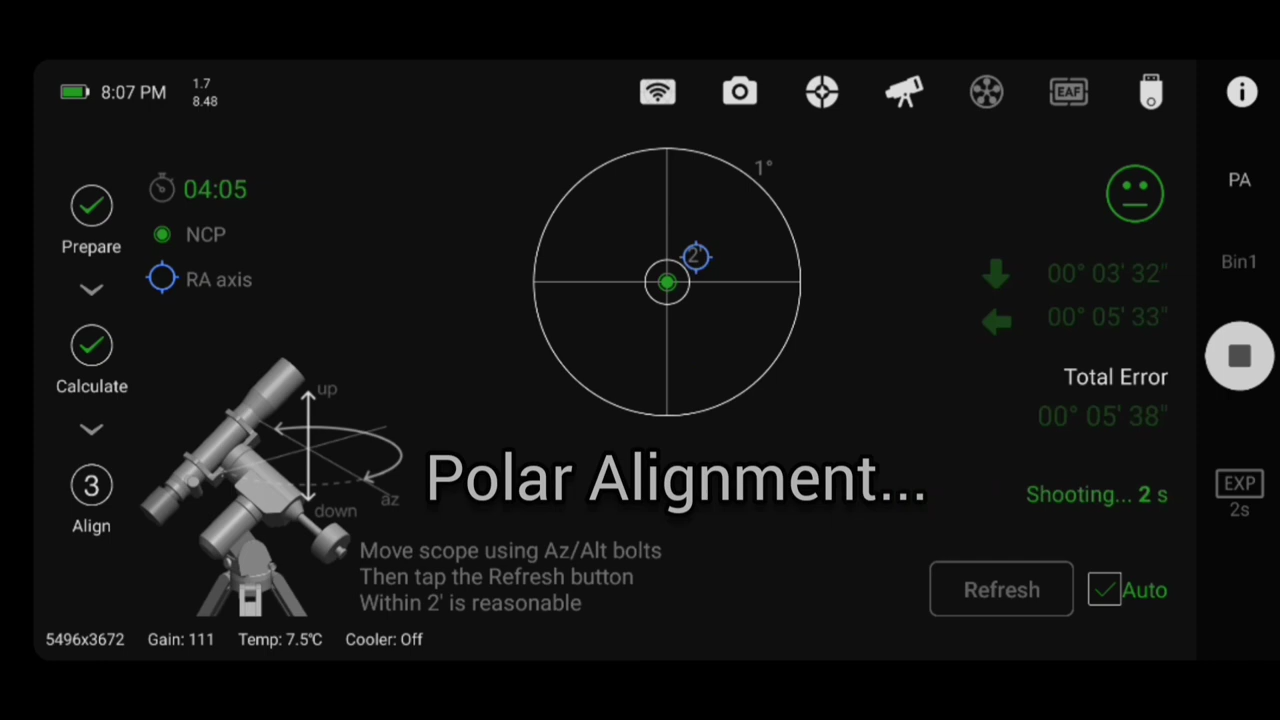 8:07 PM
1.7
8.48
EAF
04:05
NCP
RA axis
Prepare
Calculate
3
Align
1°
2'
up
az
down
Polar Alignment...
Move scope using Az/Alt bolts
Then tap the Refresh button
Within 2' is reasonable
00° 03' 32"
00° 05' 33"
Total Error
00° 05' 38"
Shooting... 2 s
Refresh
Auto
PA
Bin1
EXP
2s
5496x3672 Gain: 111 Temp: 7.5℃ Cooler: Off